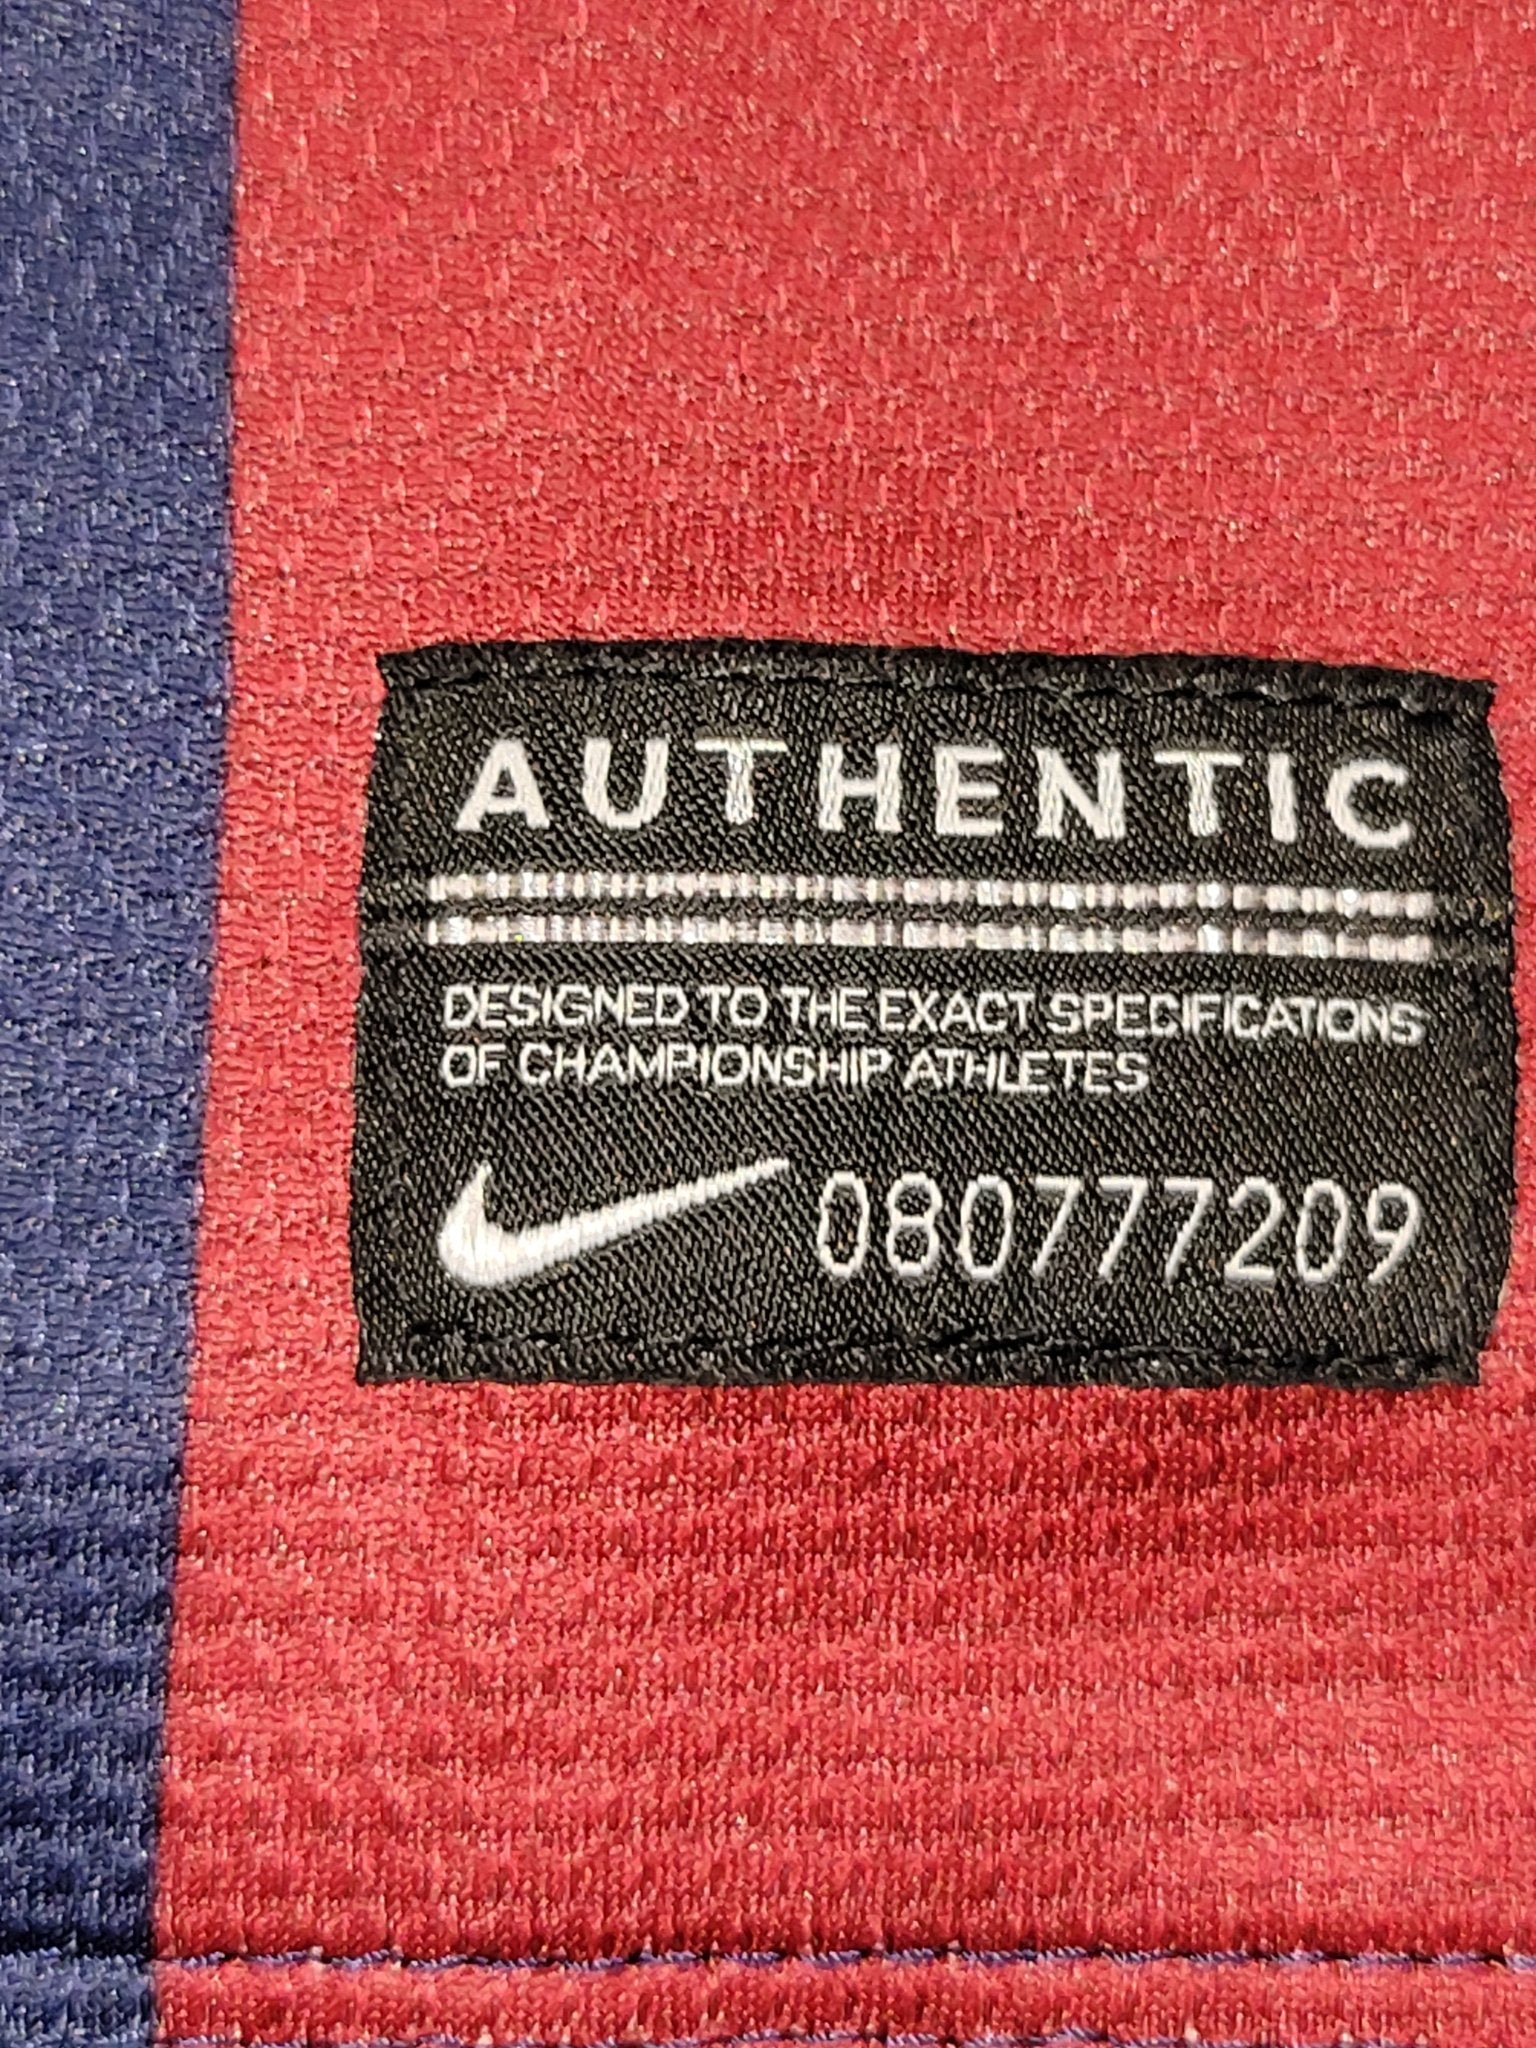 AUTHENTIC
DESIGNED TO THE EXACT SPECIFICATIONS
OF CHAMPIONSHIP ATHLETES
080777209